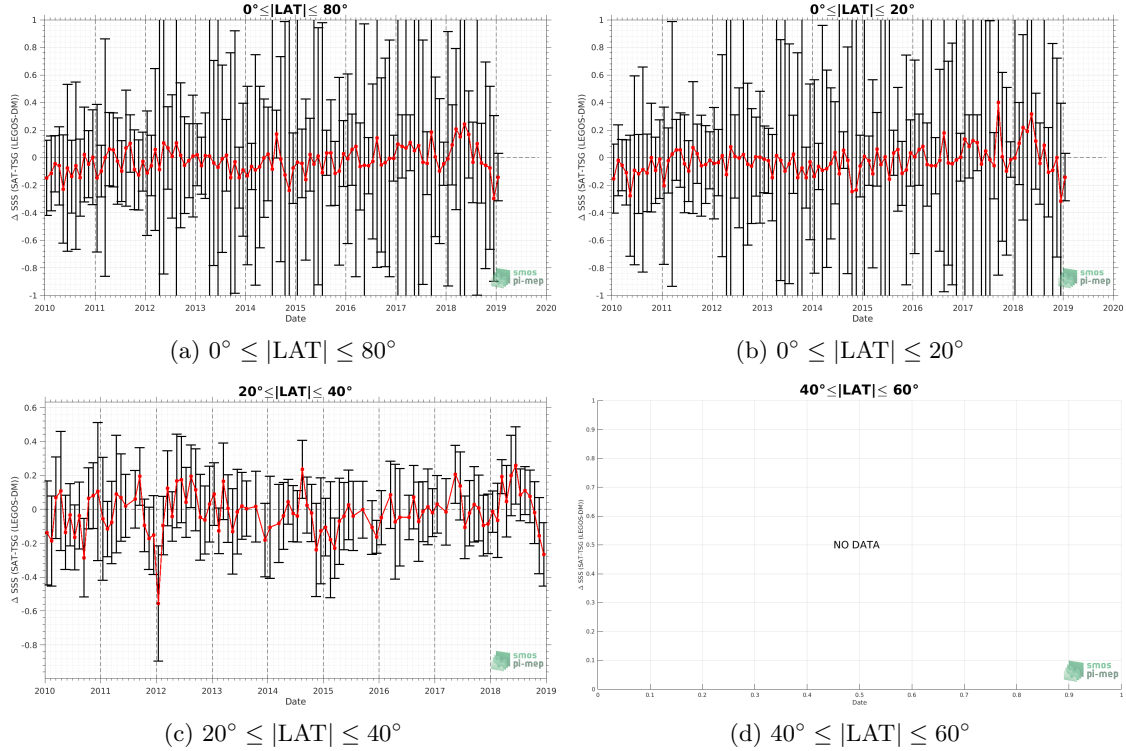 0°≤|LAT|≤ 80°
Δ SSS (SAT-TSG (LEGOS-DM))
1
0.8
0.6
0.4
0.2
0
-0.2
-0.4
-0.6
-0.8
-1
2010 2011 2012 2013 2014 2015 2016 2017 2018 2019 2020
Date
smos
pi-mep
(a) 0° ≤ |LAT| ≤ 80°
0°≤|LAT|≤ 20°
Δ SSS (SAT-TSG (LEGOS-DM))
1
0.8
0.6
0.4
0.2
0
-0.2
-0.4
-0.6
-0.8
-1
2010 2011 2012 2013 2014 2015 2016 2017 2018 2019 2020
Date
smos
pi-mep
(b) 0° ≤ |LAT| ≤ 20°
20°≤|LAT|≤ 40°
Δ SSS (SAT-TSG (LEGOS-DM))
0.6
0.4
0.2
0
-0.2
-0.4
-0.6
-0.8
2010 2011 2012 2013 2014 2015 2016 2017 2018 2019
Date
smos
pi-mep
(c) 20° ≤ |LAT| ≤ 40°
40°≤|LAT|≤ 60°
Δ SSS (SAT-TSG (LEGOS-DM))
1
0.9
0.8
0.7
0.6
0.5
0.4
0.3
0.2
0.1
0
NO DATA
0 0.1 0.2 0.3 0.4 0.5 0.6 0.7 0.8 0.9 1
Date
smos
pi-mep
(d) 40° ≤ |LAT| ≤ 60°